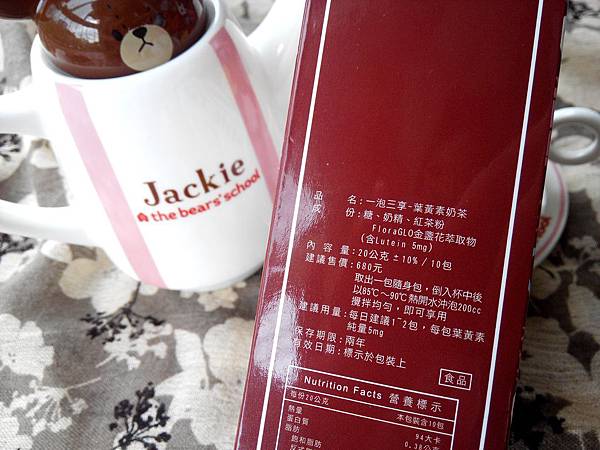 Jackie
the bears' school
品 名:一泡三享-葉黃素奶茶
成 份:糖、奶精、紅茶粉
FloraGLO金盞花萃取物
(含Lutein 5mg)
內 容 量:20公克±10% / 10包
建議售價:680元
取出一包隨身包,倒入杯中後
以85℃~90℃熱開水沖泡200cc
攪拌均勻,即可享用
建議用量:每日建議1~2包,每包葉黃素
純量5mg
保存期限:兩年
有效日期:標示於包裝上
食品
Nutrition Facts 營養標示
每份20公克 本包裝含10包
熱量 94大卡
蛋白質 0.38公克
脂肪
飽和脂肪